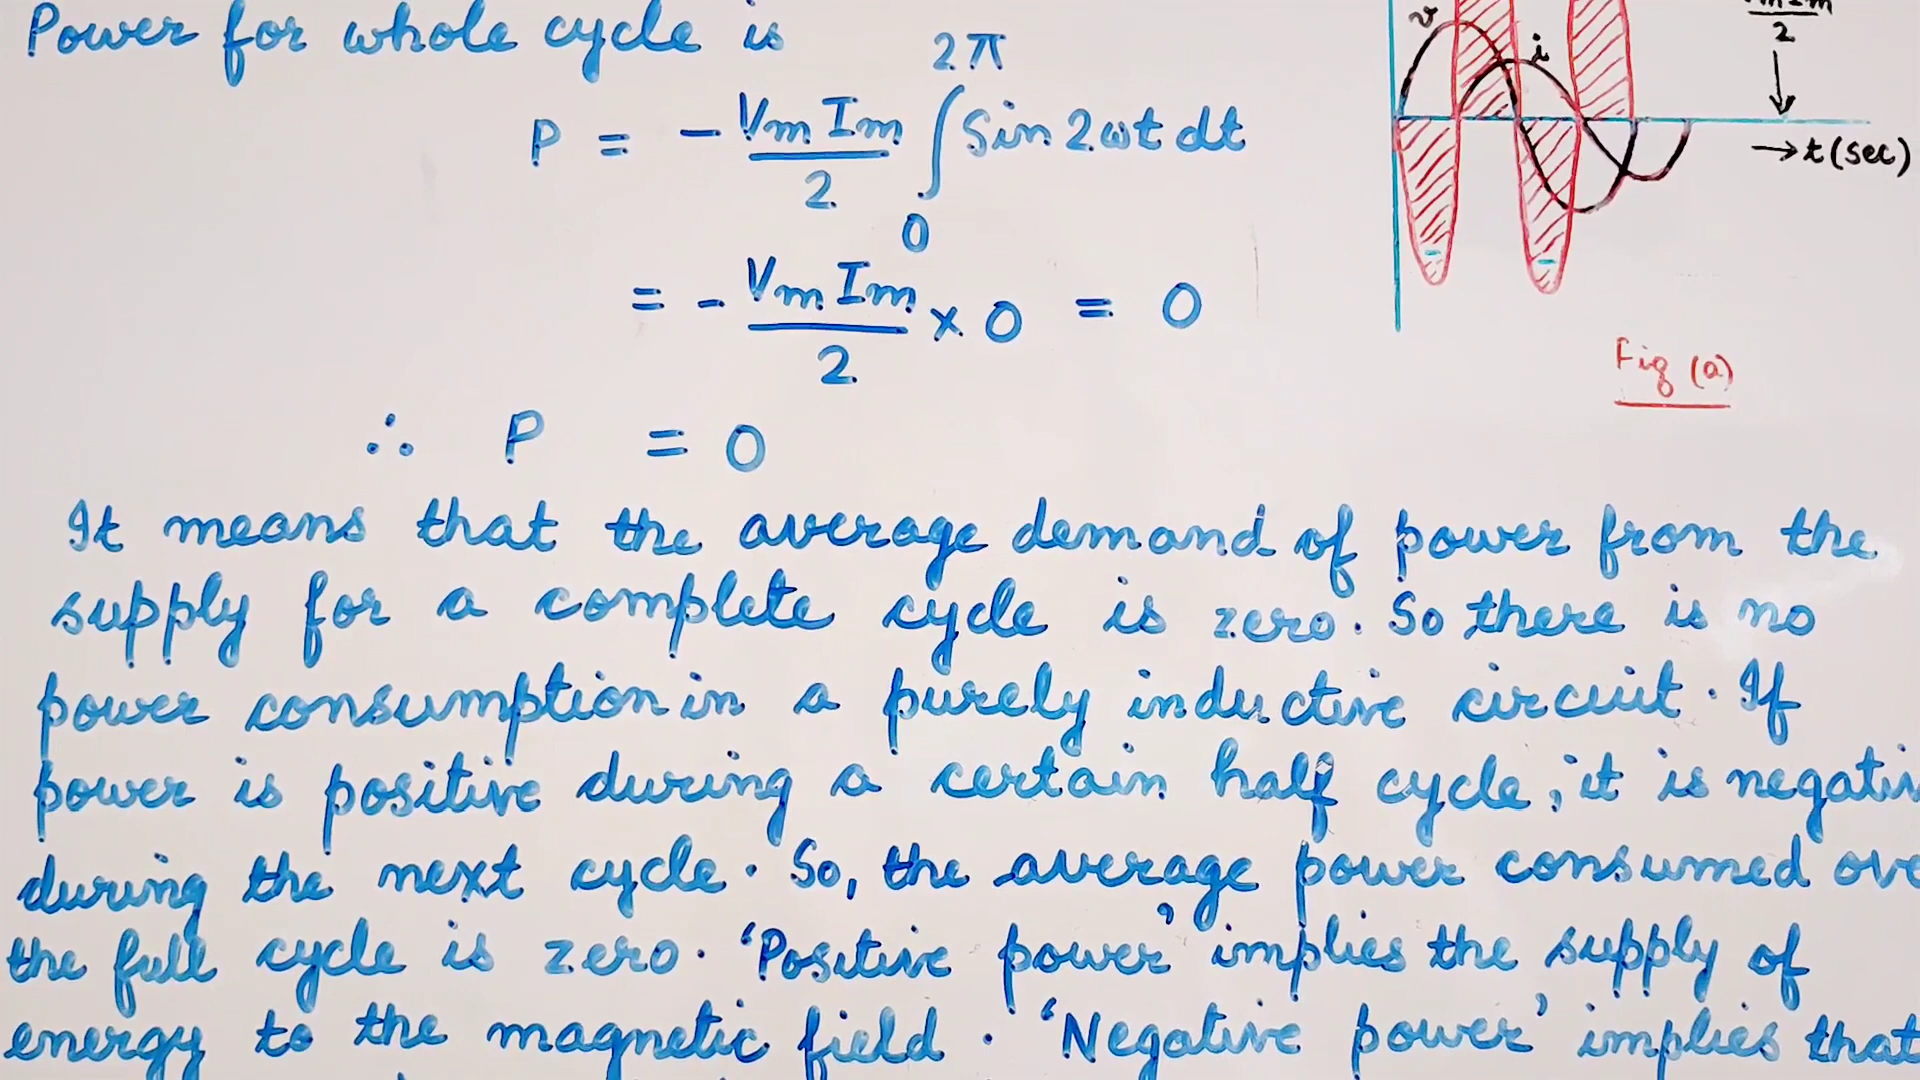 Power for whole cycle is
P = - VmIm/2 ∫₀^2π Sin 2ωt dt
= - VmIm/2 × 0 = 0
∴ P = 0
It means that the average demand of power from the
supply for a complete cycle is zero. So there is no
power consumption in a purely inductive circuit. If
power is positive during a certain half cycle, it is negativ
during the next cycle. So, the average power consumed ove
the full cycle is zero. 'Positive power' implies the supply of
energy to the magnetic field. 'Negative power' implies that
v
i
2
→ t (sec)
-
-
Fig (a)